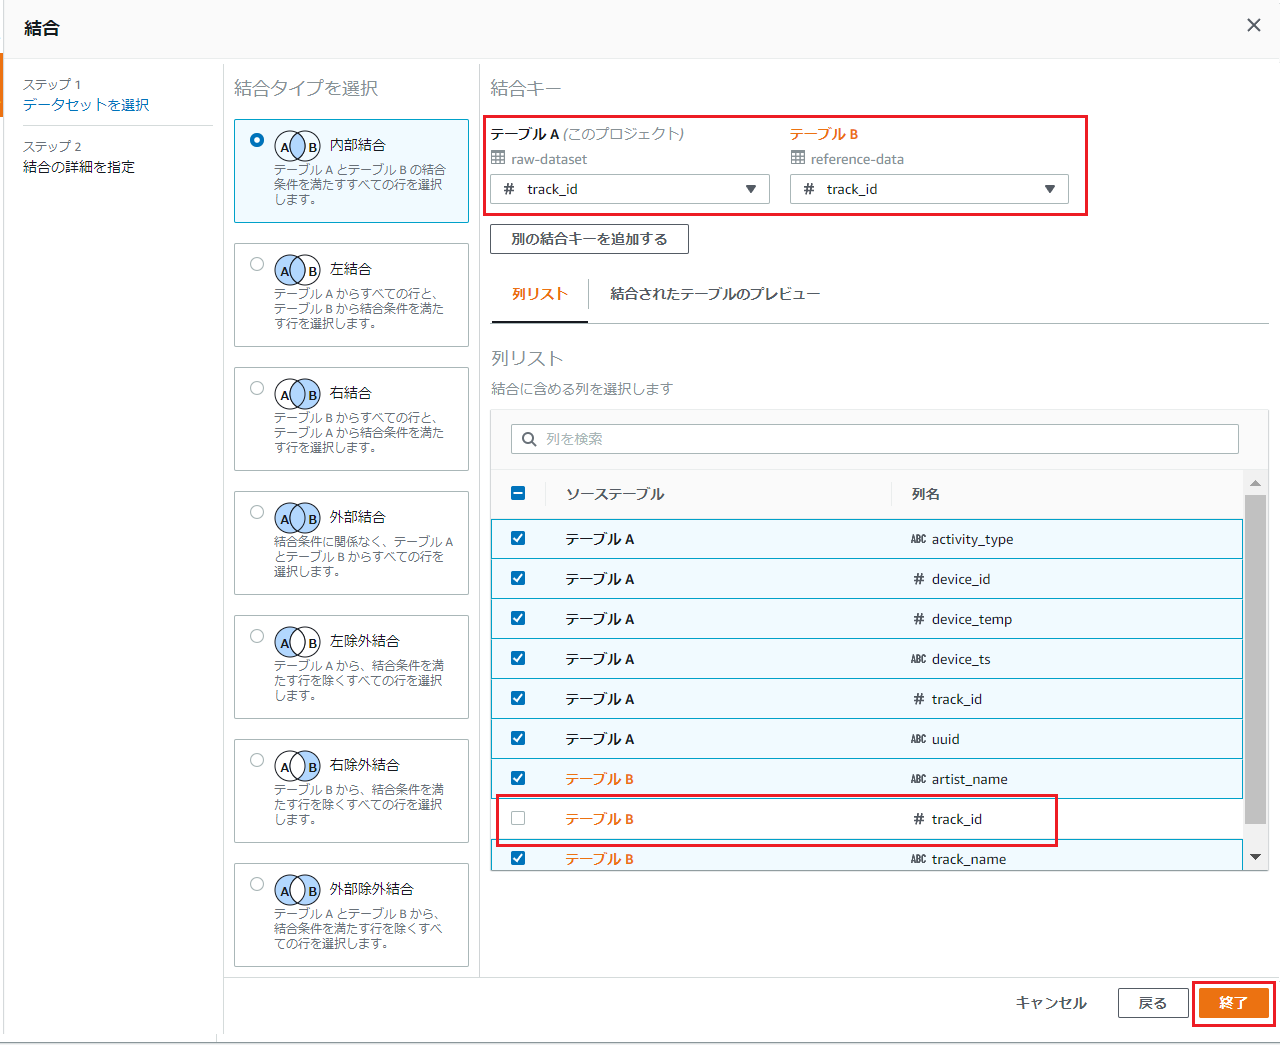 結合
ステップ 1
データセットを選択
ステップ 2
結合の詳細を指定
結合タイプを選択
A B 内部結合
テーブル A とテーブル B の結合
条件を満たすすべての行を選択
します。
A B 左結合
テーブル A からすべての行と、
テーブル B から結合条件を満た
す行を選択します。
A B 右結合
テーブル B からすべての行と、
テーブル A から結合条件を満た
す行を選択します。
A B 外部結合
結合条件に関係なく、テーブル A
とテーブル B からすべての行を
選択します。
A B 左除外結合
テーブル A から、結合条件を満
たす行を除くすべての行を選択
します。
A B 右除外結合
テーブル B から、結合条件を満
たす行を除くすべての行を選択
します。
A B 外部除外結合
テーブル A とテーブル B から、
結合条件を満たす行を除くすべ
ての行を選択します。
結合キー
テーブル A (このプロジェクト) テーブル B
raw-dataset reference-data
# track_id # track_id
別の結合キーを追加する
列リスト 結合されたテーブルのプレビュー
列リスト
結合に含める列を選択します
列を検索
ソーステーブル 列名
テーブル A ABC activity_type
テーブル A # device_id
テーブル A # device_temp
テーブル A ABC device_ts
テーブル A # track_id
テーブル A ABC uuid
テーブル B ABC artist_name
テーブル B # track_id
テーブル B ABC track_name
キャンセル 戻る 終了